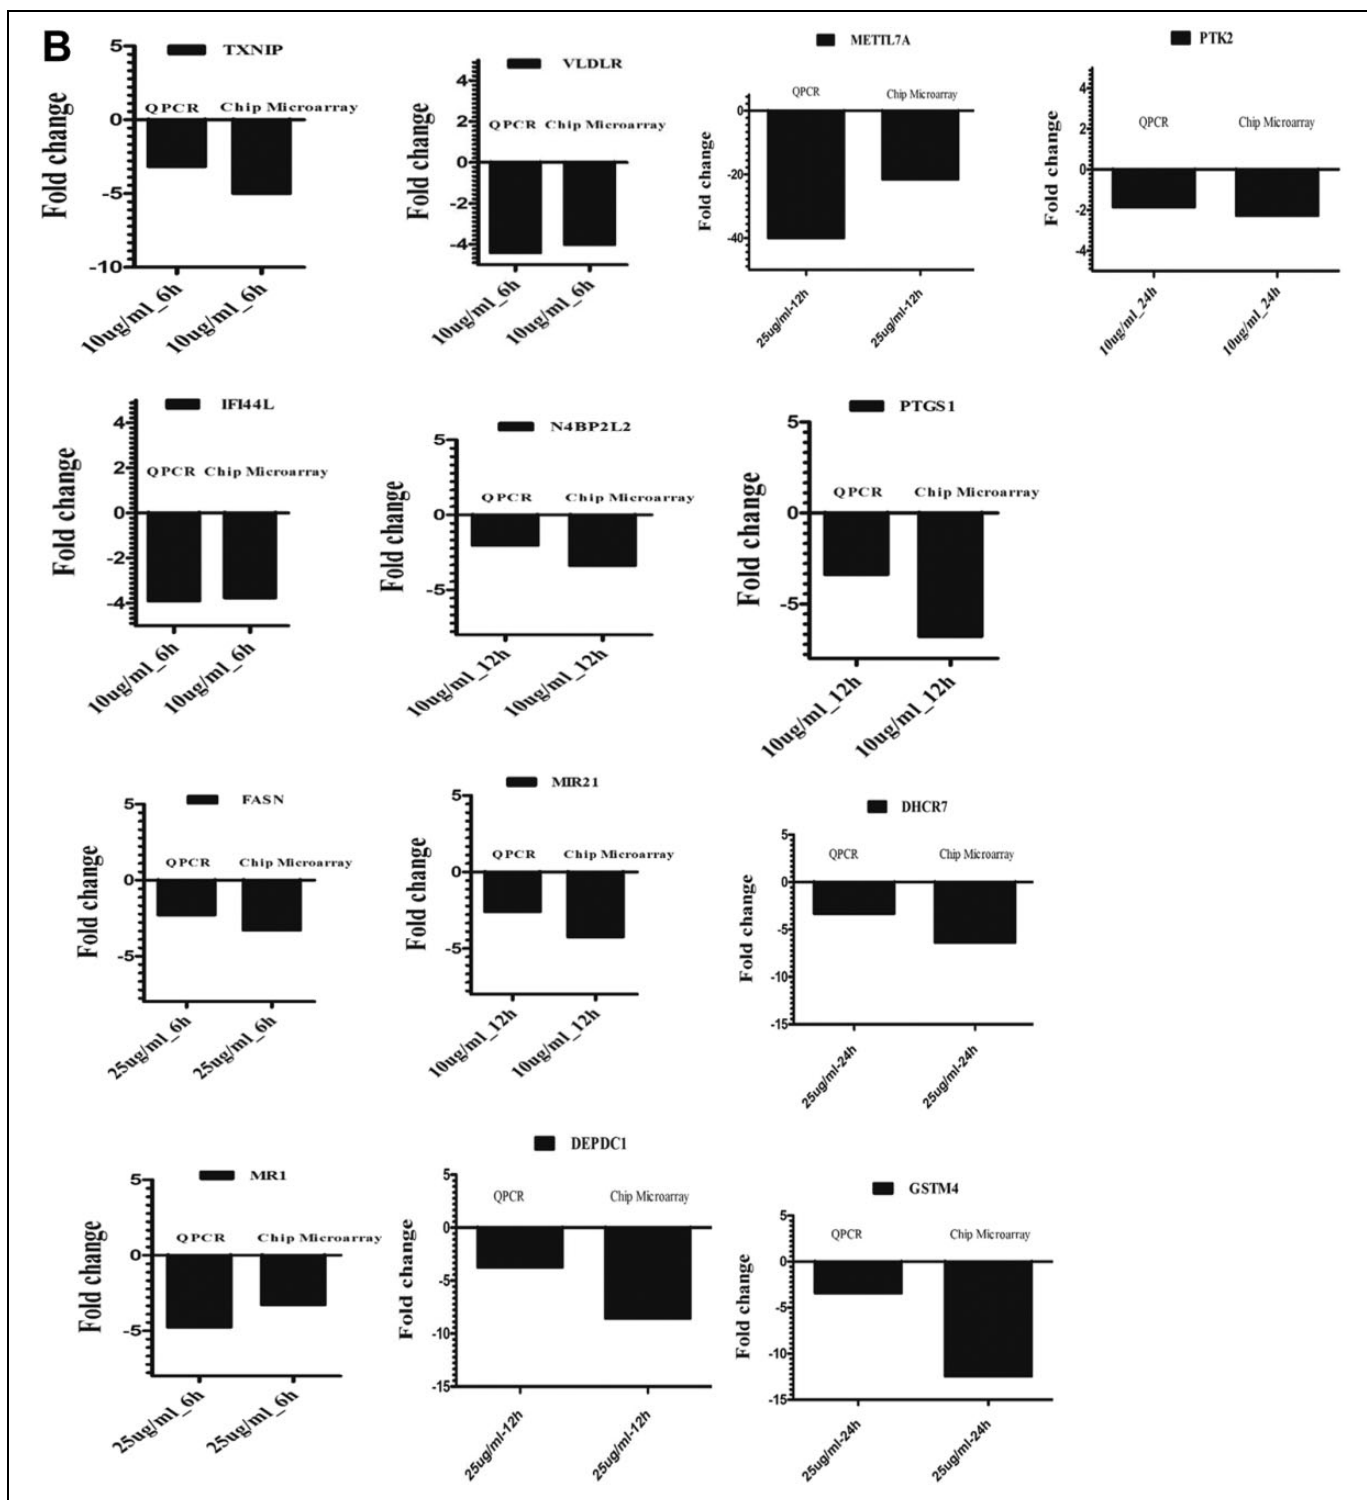 B
TXNIP
5
0
-5
-10
Fold change
QPCR Chip Microarray
10ug/ml_6h
10ug/ml_6h
VLDLR
4
2
0
-2
-4
Fold change
QPCR Chip Microarray
10ug/ml_6h
10ug/ml_6h
METTL7A
0
-20
-40
Fold change
QPCR Chip Microarray
25ug/ml-12h
25ug/ml-12h
PTK2
4
2
0
-2
-4
Fold change
QPCR Chip Microarray
10ug/ml_24h
10ug/ml_24h
IFI44L
4
2
0
-2
-4
Fold change
QPCR Chip Microarray
10ug/ml_6h
10ug/ml_6h
N4BP2L2
5
0
-5
Fold change
QPCR Chip Microarray
10ug/ml_12h
10ug/ml_12h
PTGS1
5
0
-5
Fold change
QPCR Chip Microarray
10ug/ml_12h
10ug/ml_12h
FASN
5
0
-5
Fold change
QPCR Chip Microarray
25ug/ml_6h
25ug/ml_6h
MIR21
5
0
-5
Fold change
QPCR Chip Microarray
10ug/ml_12h
10ug/ml_12h
DHCR7
5
0
-5
-10
-15
Fold change
QPCR Chip Microarray
25ug/ml-24h
25ug/ml-24h
MR1
5
0
-5
Fold change
QPCR Chip Microarray
25ug/ml_6h
25ug/ml_6h
DEPDC1
5
0
-5
-10
-15
Fold change
QPCR Chip Microarray
25ug/ml-12h
25ug/ml-12h
GSTM4
5
0
-5
-10
-15
Fold change
QPCR Chip Microarray
25ug/ml-24h
25ug/ml-24h